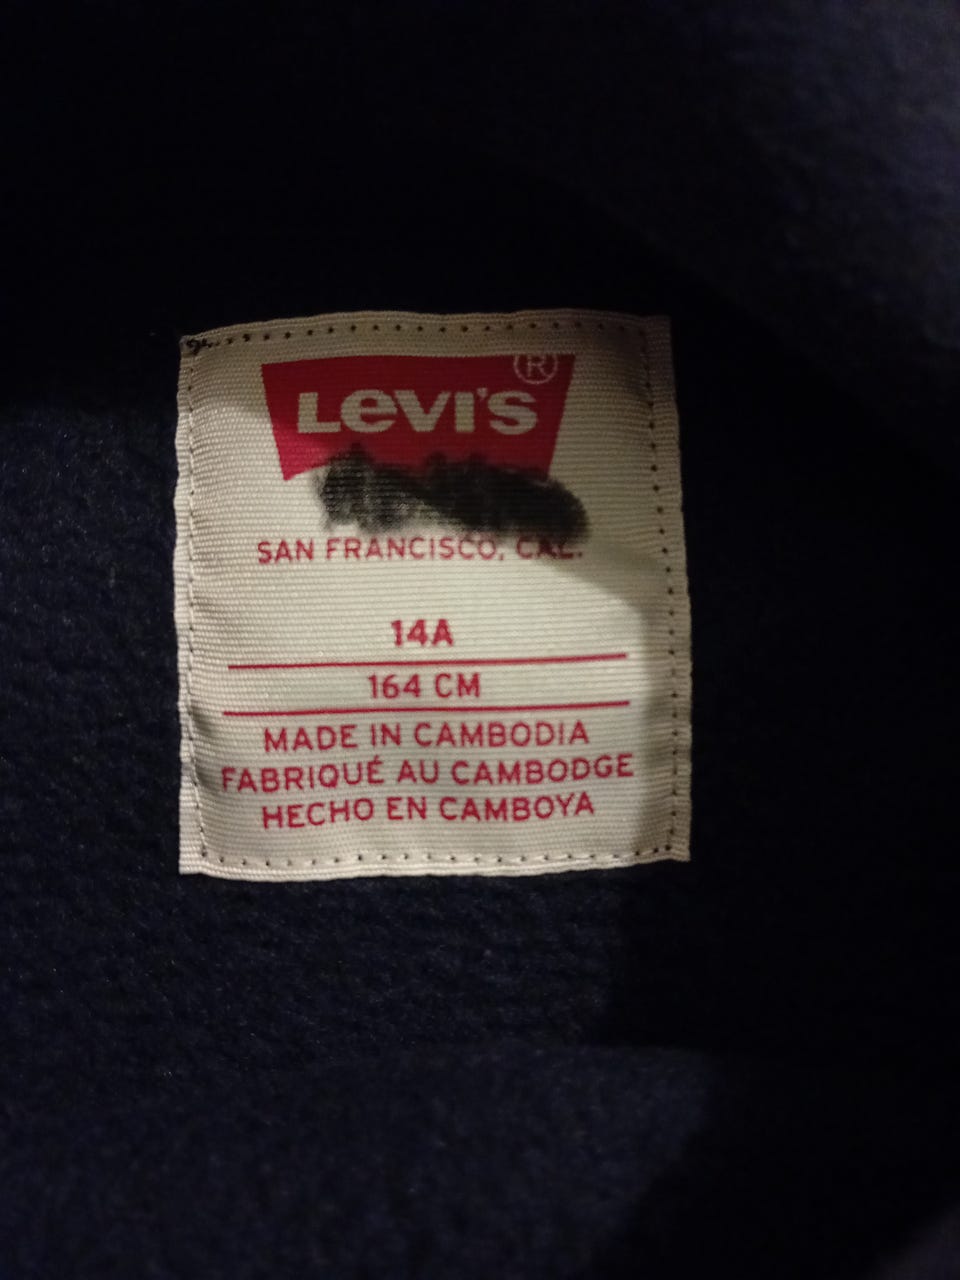 LEVI'S ®
SAN FRANCISCO, CAL.
14A
164 CM
MADE IN CAMBODIA
FABRIQUÉ AU CAMBODGE
HECHO EN CAMBOYA